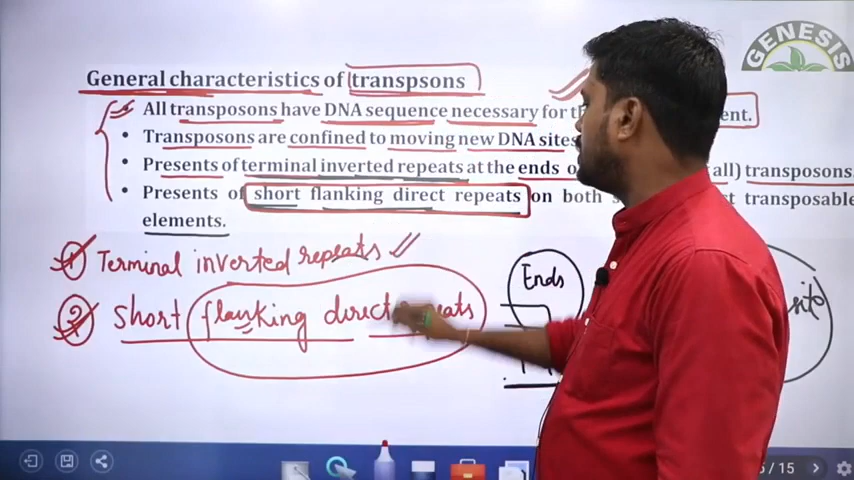 GENESIS
General characteristics of transpsons
All transposons have DNA sequence necessary for ent.
• Transposons are confined to moving new DNA sites
• Presents of terminal inverted repeats at the ends all) transposons.
• Presents of short flanking direct repeats on both transposable
elements.
① Terminal inverted repeats
② short flanking direct
Ends
/ 15